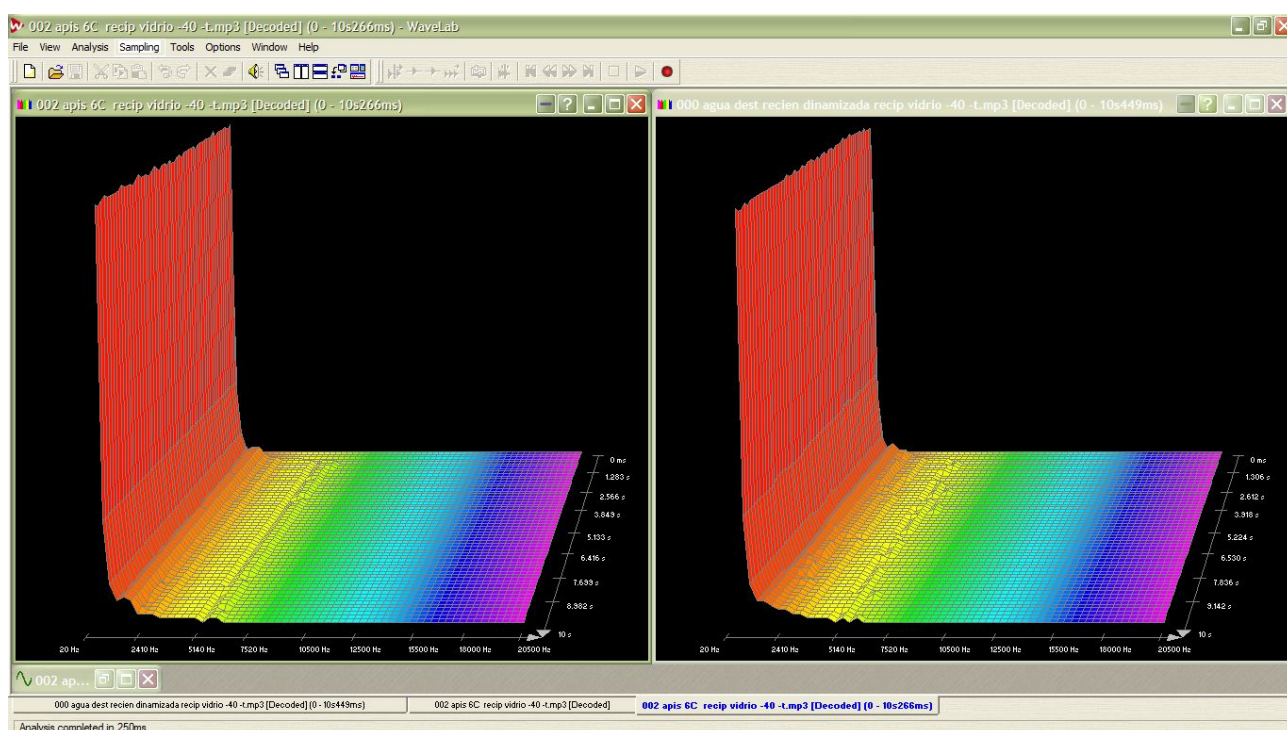 002 apis 6C  recip vidrio -40 -t.mp3 [Decoded] (0 - 10s266ms) - WaveLab
File View Analysis Sampling Tools Options Window Help
002 apis 6C  recip vidrio -40 -t.mp3 [Decoded] (0 - 10s266ms)
0 ms
1.283 s
2.566 s
3.849 s
5.133 s
6.416 s
7.699 s
8.982 s
10 s
20 Hz 2410 Hz 5140 Hz 7520 Hz 10500 Hz 12500 Hz 15500 Hz 18000 Hz 20500 Hz
000 agua dest recien dinamizada recip vidrio -40 -t.mp3 [Decoded] (0 - 10s449ms)
0 ms
1.306 s
2.612 s
3.918 s
5.224 s
6.530 s
7.836 s
9.142 s
10 s
20 Hz 2410 Hz 5140 Hz 7520 Hz 10500 Hz 12500 Hz 15500 Hz 18000 Hz 20500 Hz
002 ap...
000 agua dest recien dinamizada recip vidrio -40 -t.mp3 [Decoded] (0 - 10s449ms) 002 apis 6C  recip vidrio -40 -t.mp3 [Decoded] 002 apis 6C  recip vidrio -40 -t.mp3 [Decoded] (0 - 10s266ms)
Analysis completed in 250ms